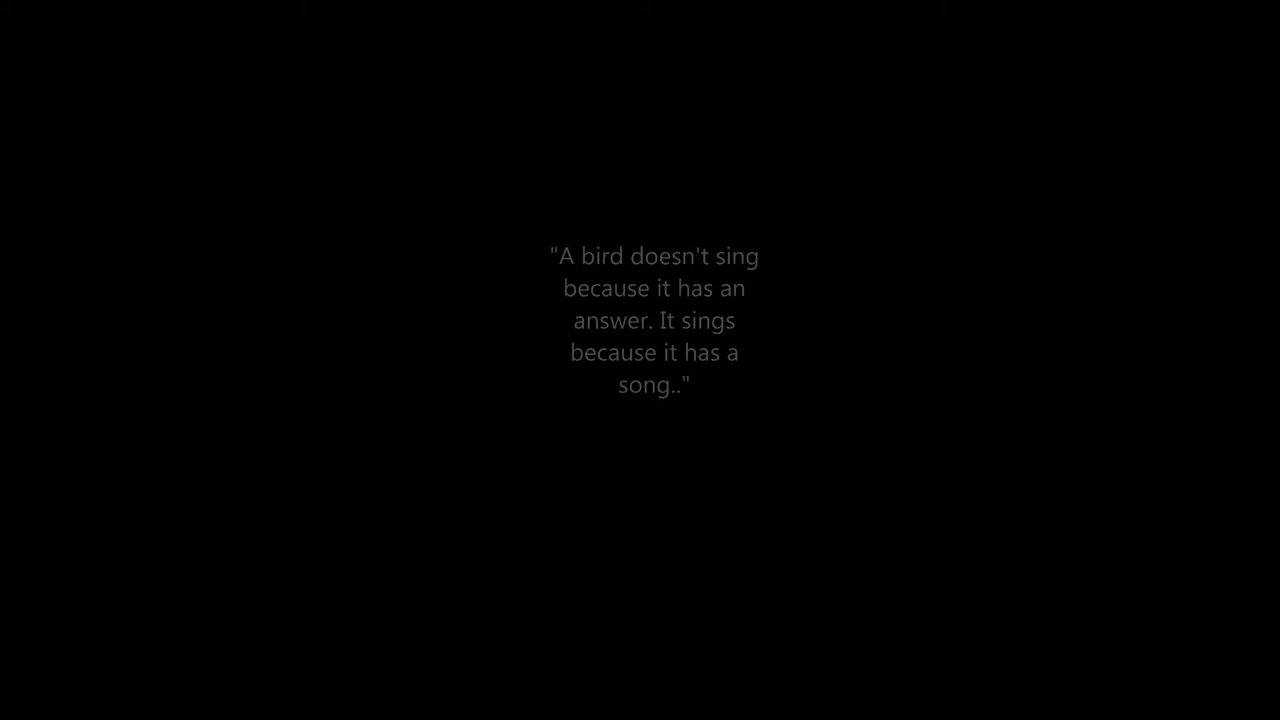 "A bird doesn't sing
because it has an
answer. It sings
because it has a
song.."